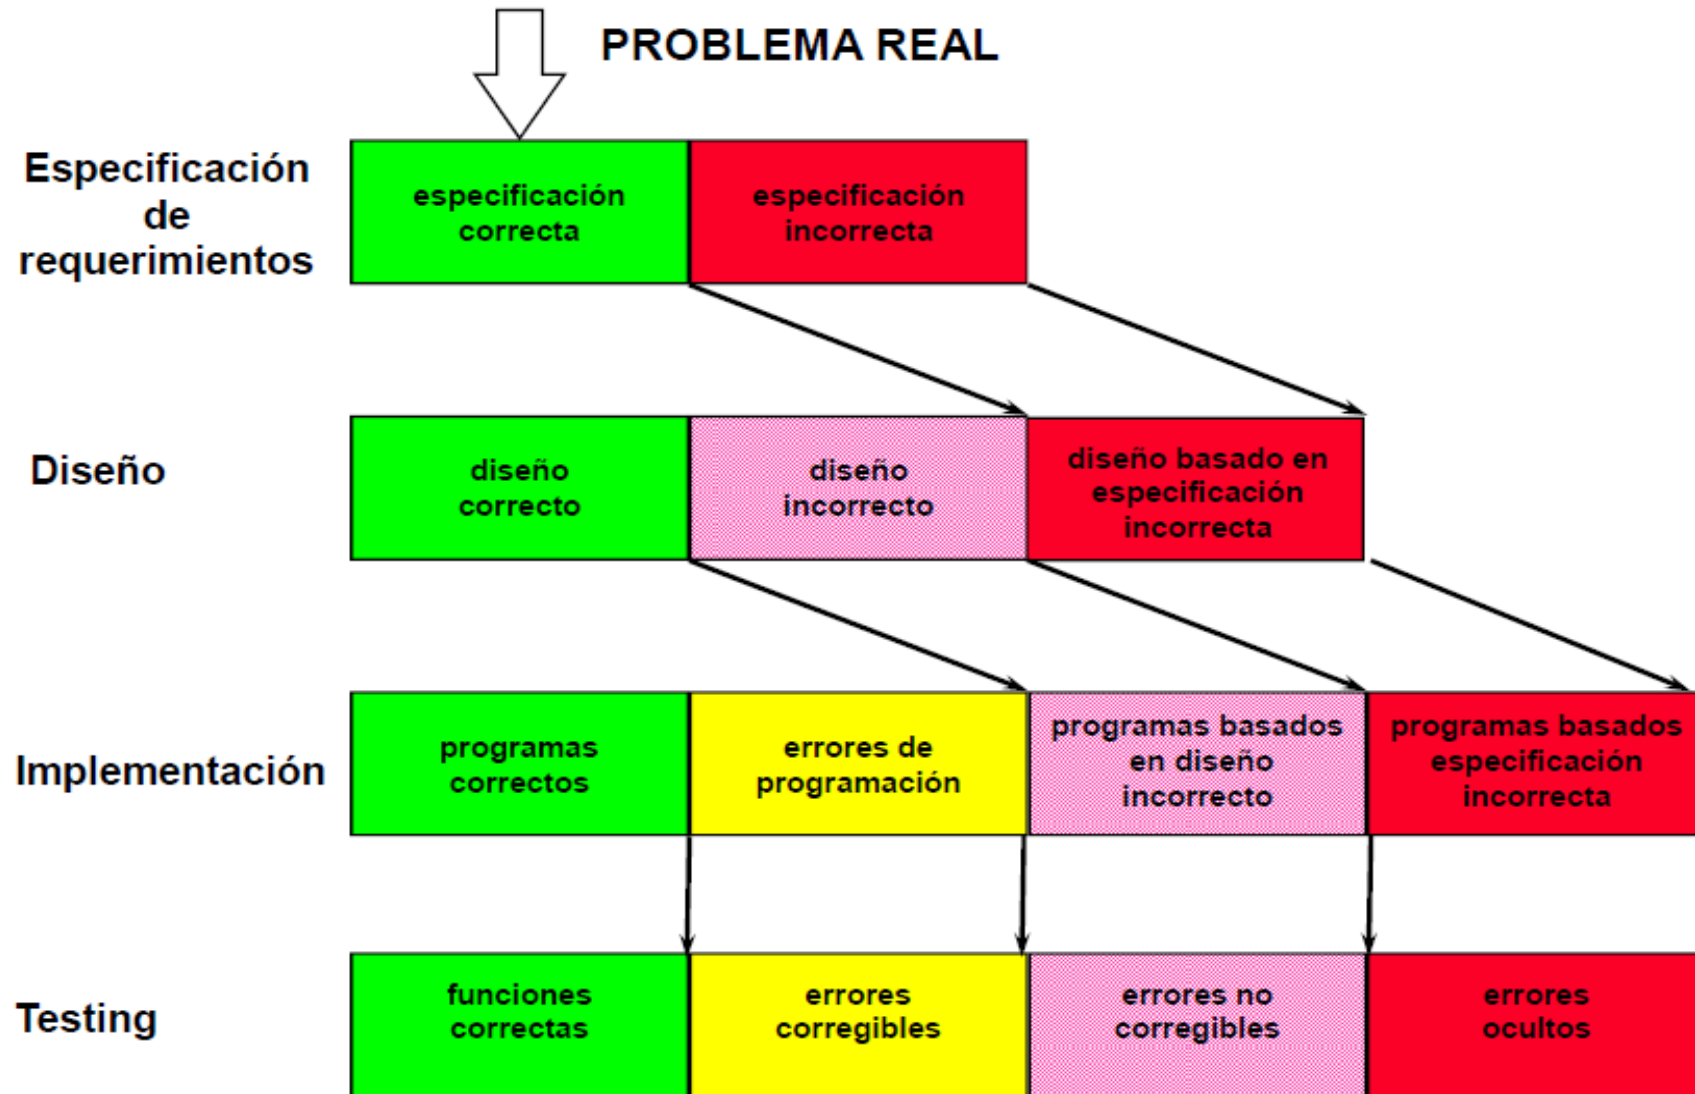 PROBLEMA REAL
Especificación
de
requerimientos
especificación
correcta
especificación
incorrecta
Diseño
diseño
correcto
diseño
incorrecto
diseño basado en
especificación
incorrecta
Implementación
programas
correctos
errores de
programación
programas basados
en diseño
incorrecto
programas basados
especificación
incorrecta
Testing
funciones
correctas
errores
corregibles
errores no
corregibles
errores
ocultos